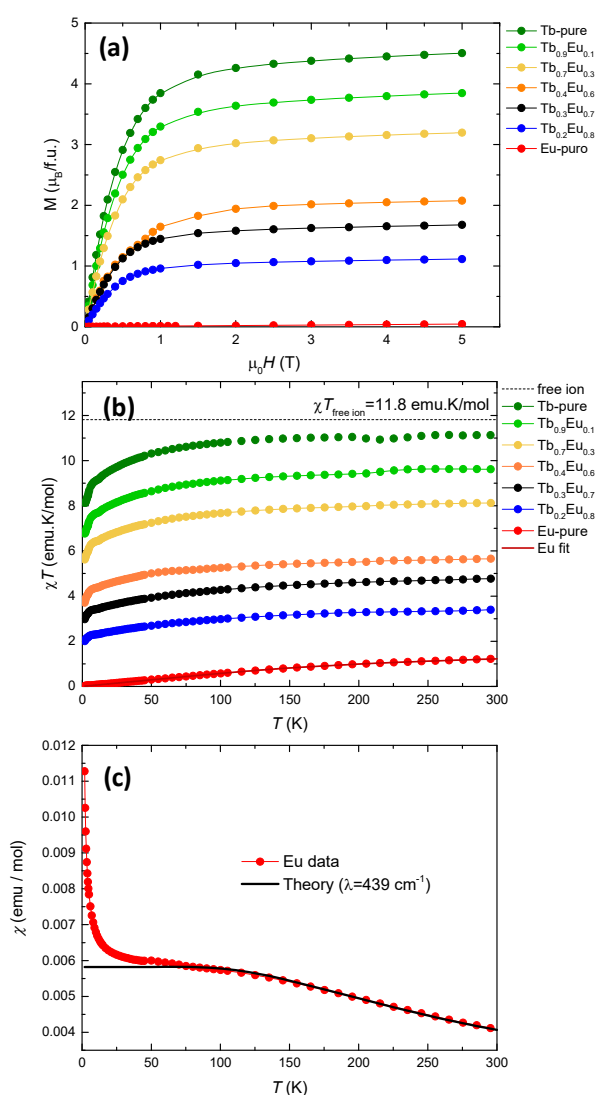 (a)
5
4
3
2
1
0
M (μ_B/f.u.)
0 1 2 3 4 5
μ₀H (T)
Tb-pure
Tb₀.₉Eu₀.₁
Tb₀.₇Eu₀.₃
Tb₀.₄Eu₀.₆
Tb₀.₃Eu₀.₇
Tb₀.₂Eu₀.₈
Eu-puro
(b)
χT_free ion=11.8 emu.K/mol
12
10
8
6
4
2
0
χT (emu.K/mol)
0 50 100 150 200 250 300
T (K)
free ion
Tb-pure
Tb₀.₉Eu₀.₁
Tb₀.₇Eu₀.₃
Tb₀.₄Eu₀.₆
Tb₀.₃Eu₀.₇
Tb₀.₂Eu₀.₈
Eu-pure
Eu fit
(c)
0.012
0.011
0.010
0.009
0.008
0.007
0.006
0.005
0.004
χ (emu / mol)
Eu data
Theory (λ=439 cm⁻¹)
0 50 100 150 200 250 300
T (K)